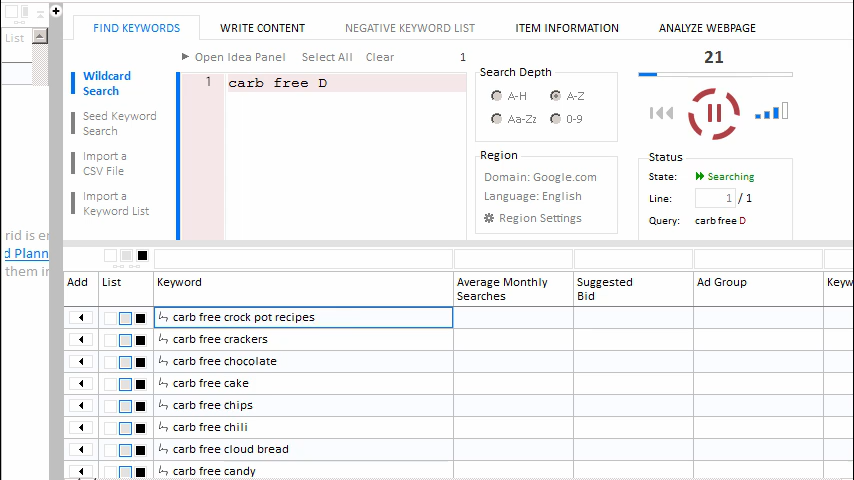 FIND KEYWORDS
WRITE CONTENT
NEGATIVE KEYWORD LIST
ITEM INFORMATION
ANALYZE WEBPAGE
List
Open Idea Panel
Select All
Clear
1
21
Wildcard
Search
1
carb free D
Seed Keyword
Search
Import a
CSV File
Import a
Keyword List
Search Depth
A-H
A-Z
Aa-Zz
0-9
Region
Domain: Google.com
Language: English
Region Settings
Status
State:
Searching
Line:
1
/ 1
Query:
carb free D
rid is e
d Plann
them in
Add
List
Keyword
Average Monthly
Searches
Suggested
Bid
Ad Group
Keyw
carb free crock pot recipes
carb free crackers
carb free chocolate
carb free cake
carb free chips
carb free chili
carb free cloud bread
carb free candy